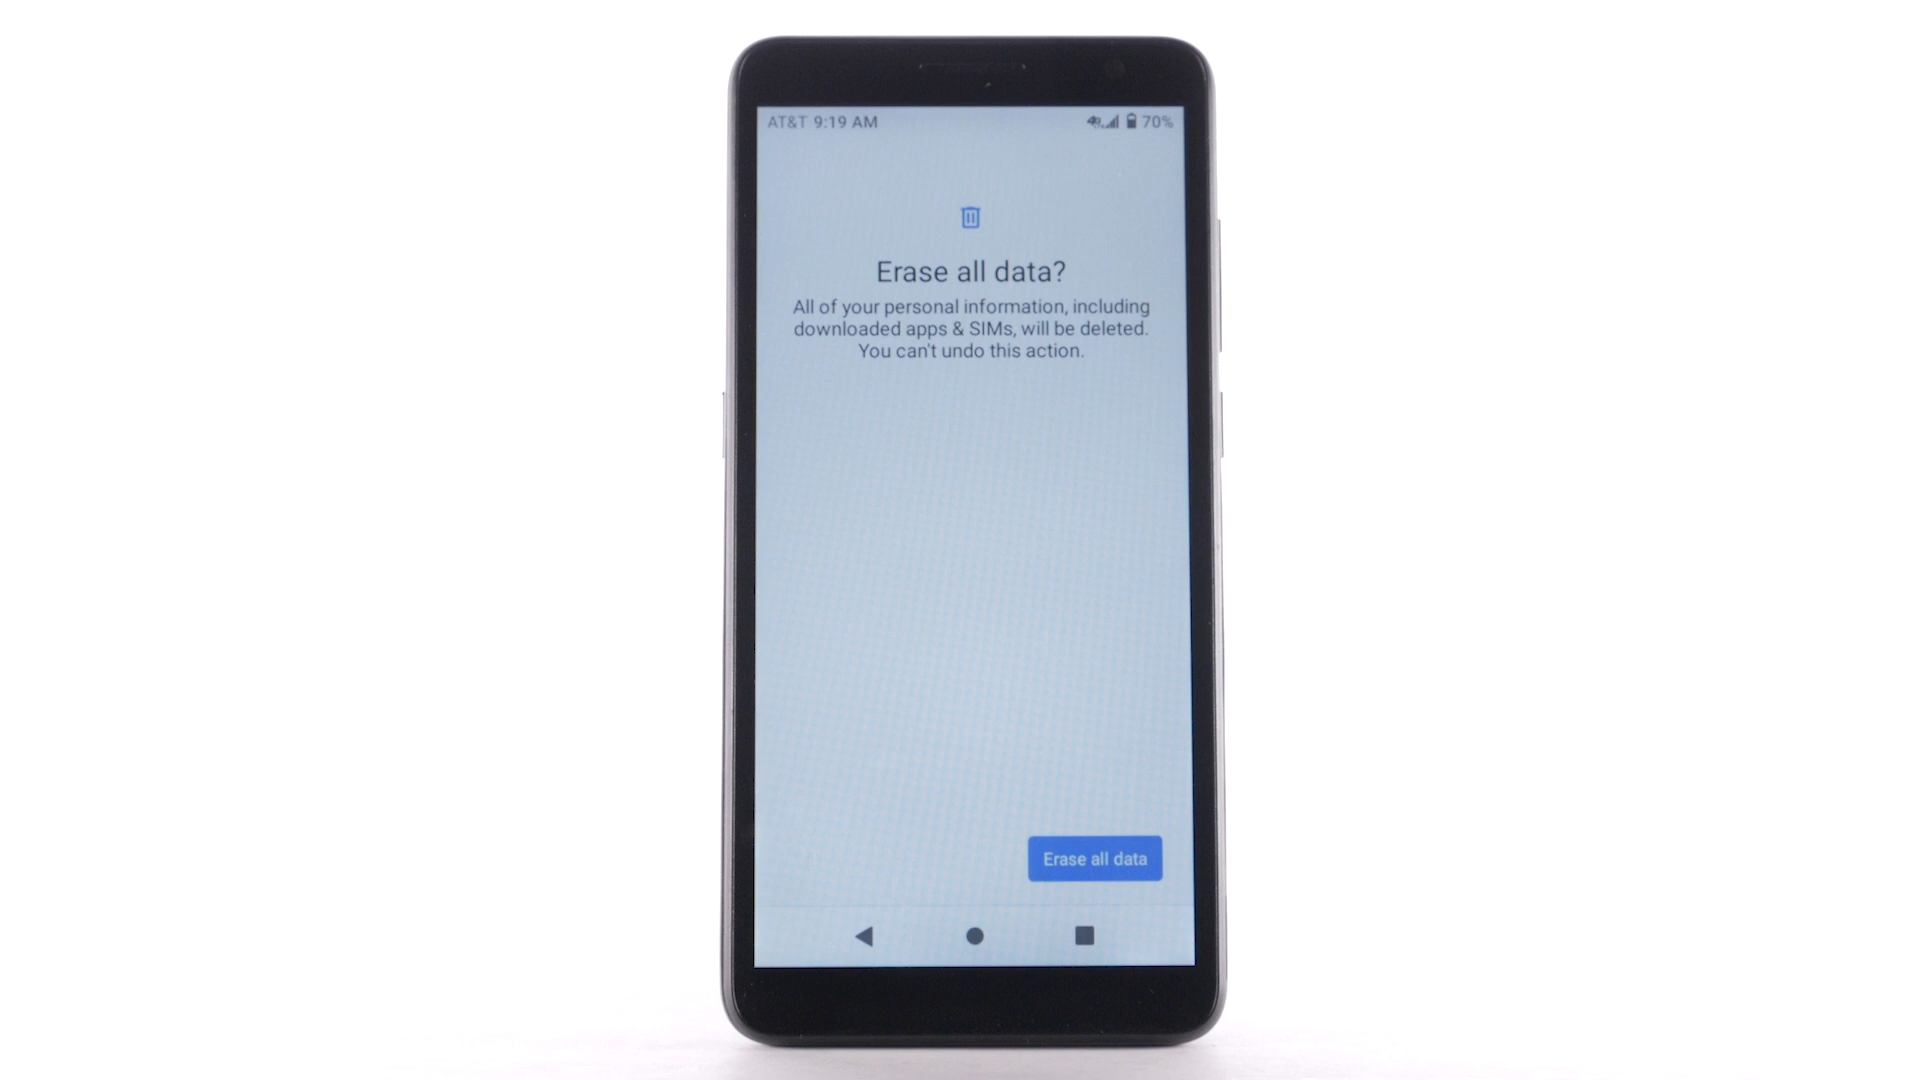 AT&T 9:19 AM 70%
Erase all data?
All of your personal information, including
downloaded apps & SIMs, will be deleted.
You can't undo this action.
Erase all data